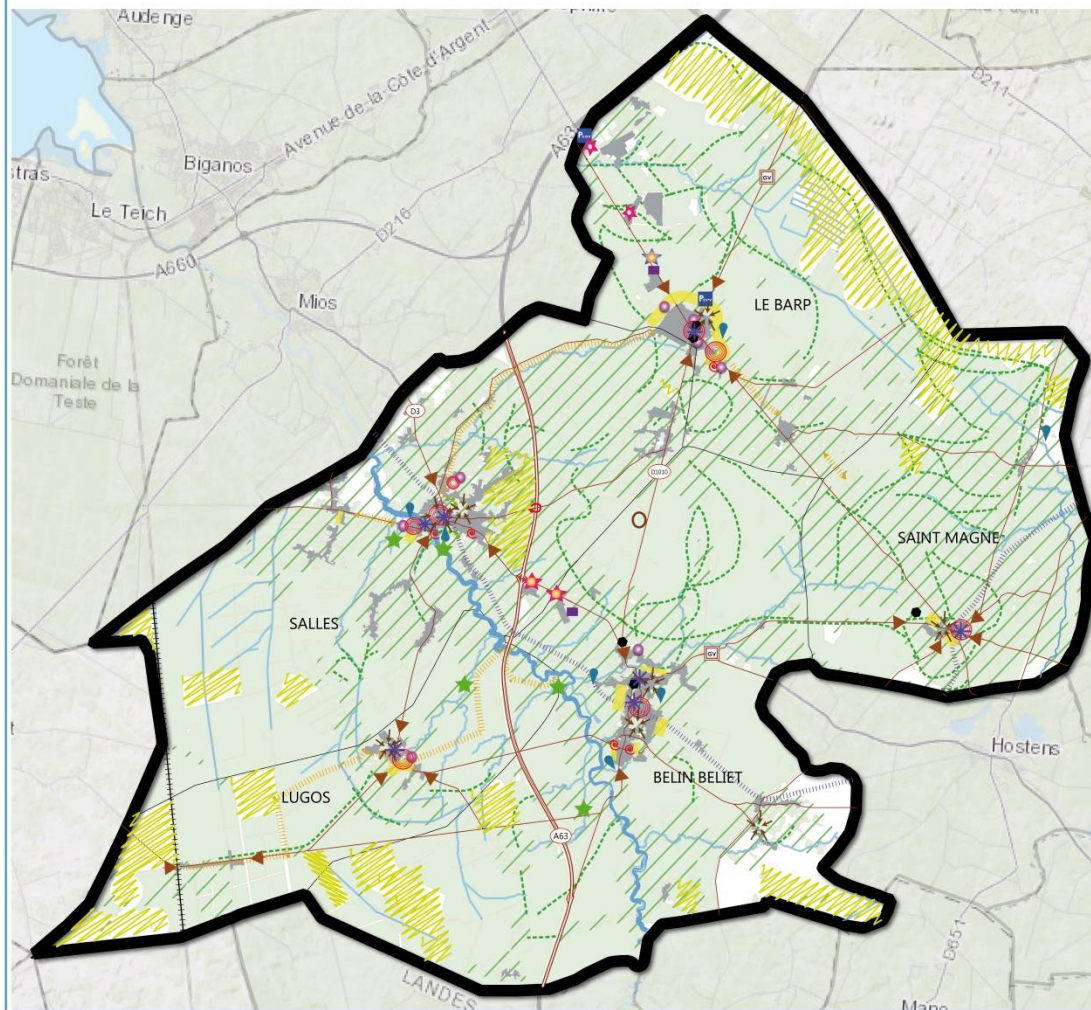 Audenge
D211
Avenue-de-la-Côte-d'Argent
A63
Biganos
stras
Le Teich
D216
GV
A660
Mios
LE BARP
Forêt
Domaniale de la
Teste
D3
D1010
SAINT MAGNE
SALLES
GV
Hostens
BELIN BELIET
LUGOS
A63
D651
LANDES